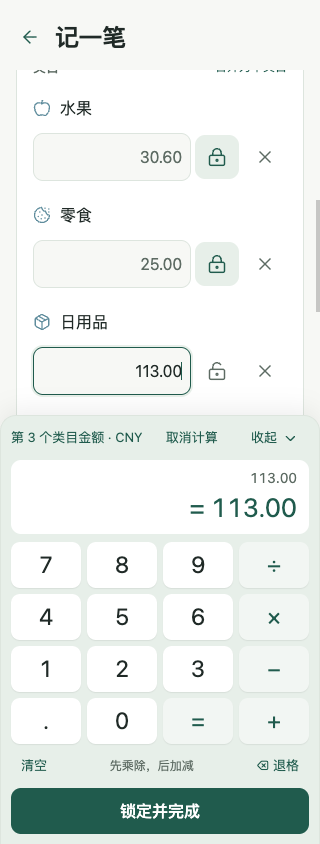 记一笔
水果
30.60
零食
25.00
日用品
113.00
第 3 个类目金额 · CNY 取消计算 收起
113.00
= 113.00
7 8 9 ÷
4 5 6 ×
1 2 3 −
. 0 = +
清空 先乘除，后加减 退格
锁定并完成